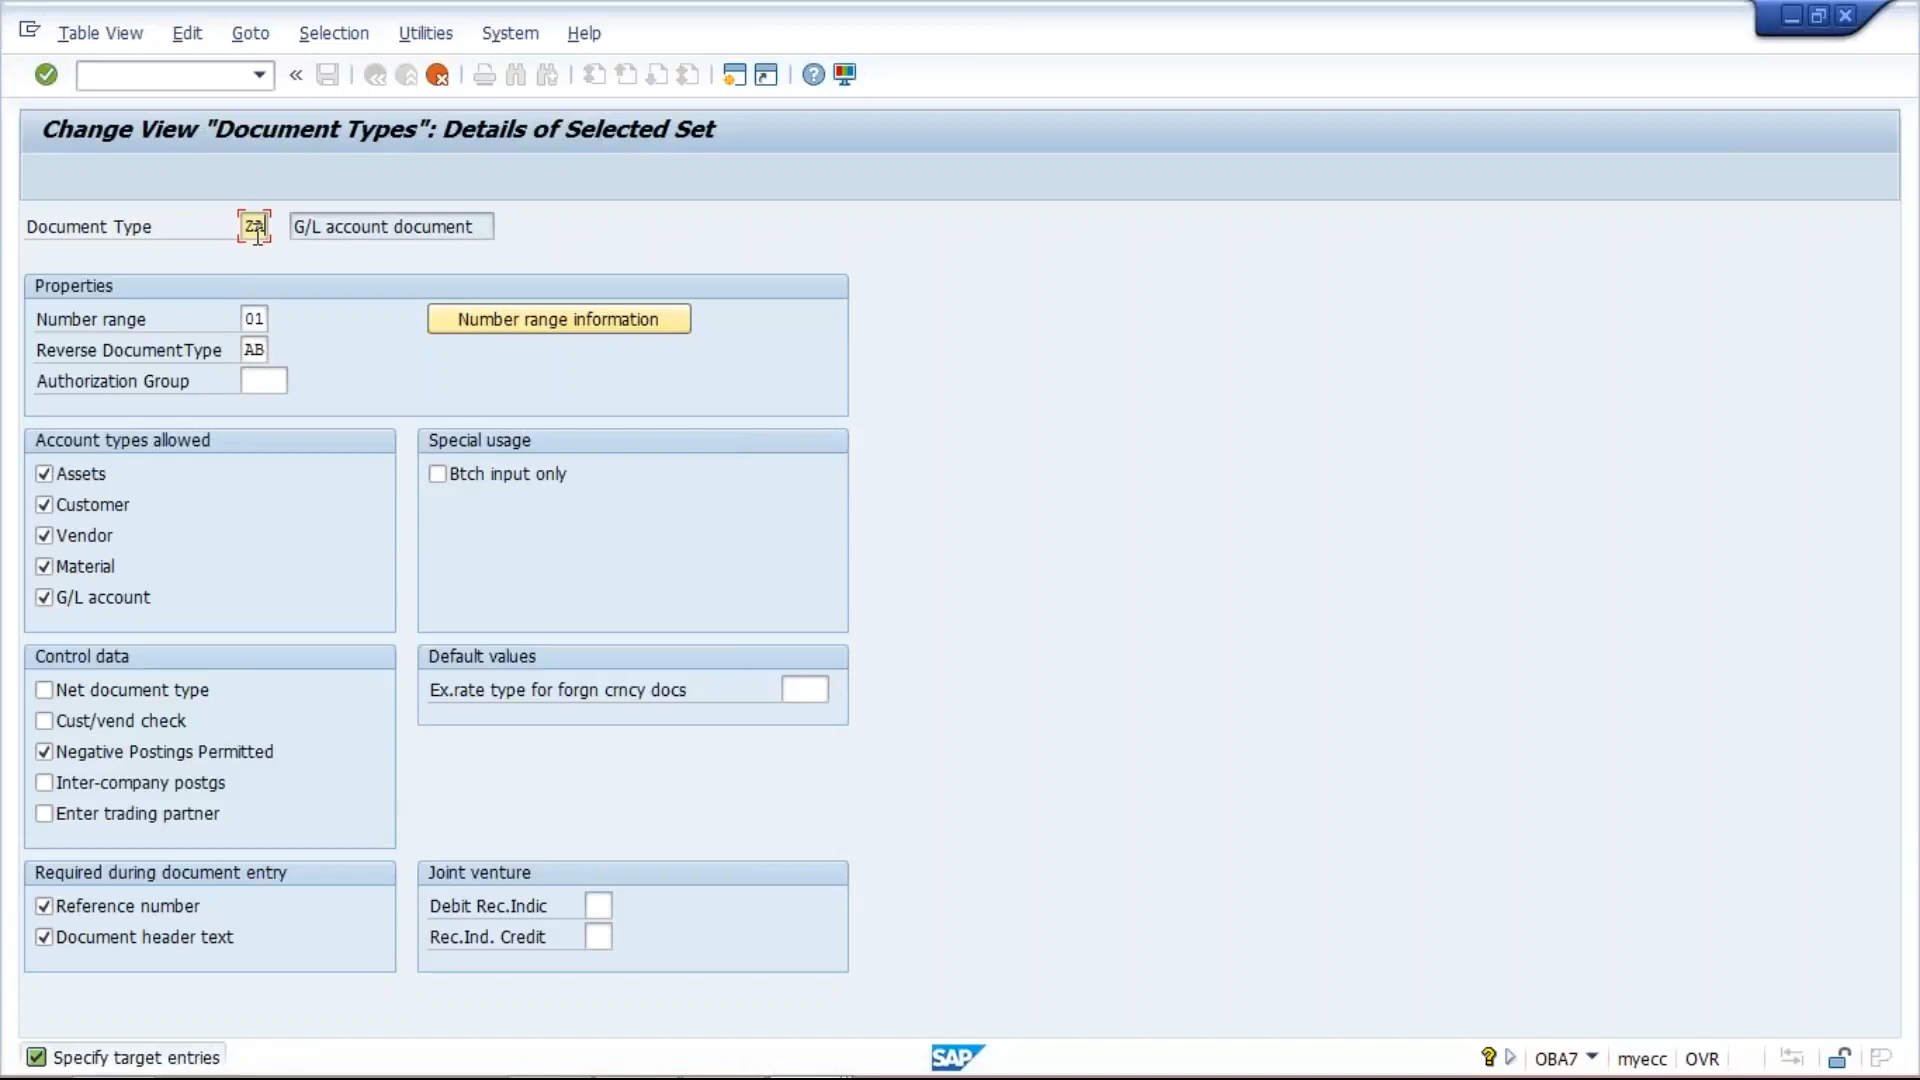 Table View Edit Goto Selection Utilities System Help
Change View "Document Types": Details of Selected Set
Document Type G/L account document
Properties
Number range 01 Number range information
Reverse DocumentType AB
Authorization Group
Account types allowed Special usage
Assets Btch input only
Customer
Vendor
Material
G/L account
Control data Default values
Net document type Ex.rate type for forgn crncy docs
Cust/vend check
Negative Postings Permitted
Inter-company postgs
Enter trading partner
Required during document entry Joint venture
Reference number Debit Rec.Indic
Document header text Rec.Ind. Credit
Specify target entries SAP OBA7 myecc OVR